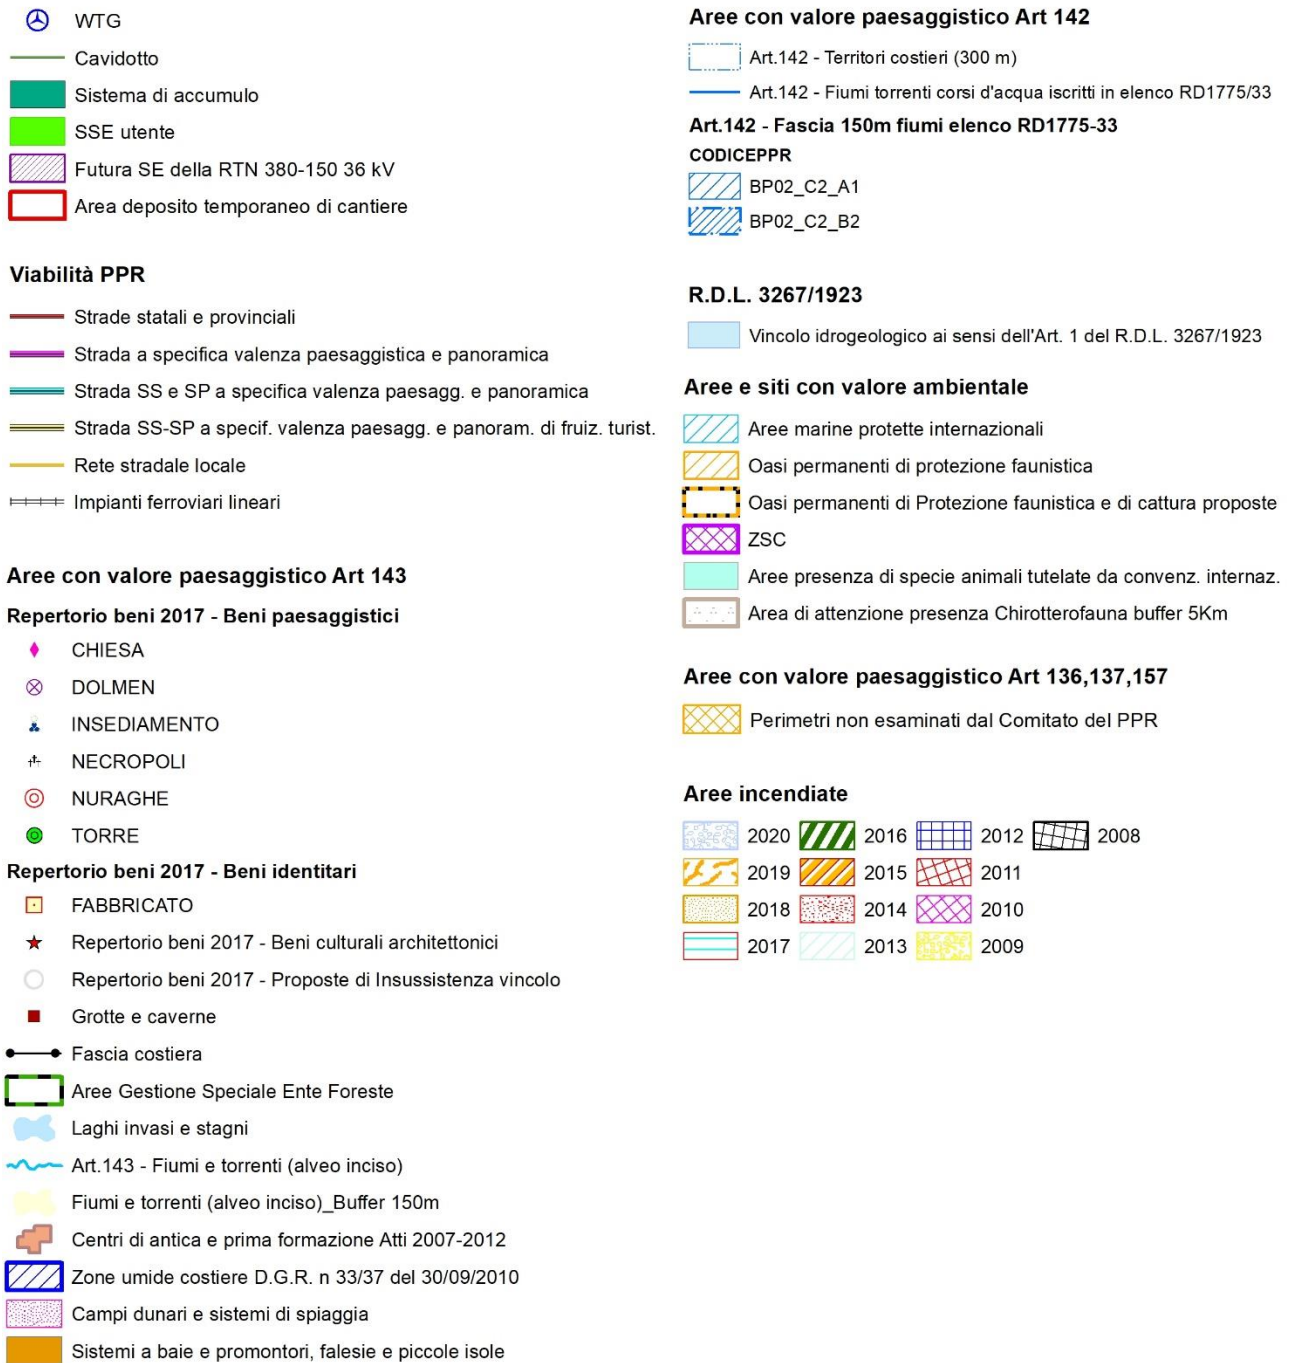 WTG
Cavidotto
Sistema di accumulo
SSE utente
Futura SE della RTN 380-150 36 kV
Area deposito temporaneo di cantiere
Viabilità PPR
Strade statali e provinciali
Strada a specifica valenza paesaggistica e panoramica
Strada SS e SP a specifica valenza paesagg. e panoramica
Strada SS-SP a specif. valenza paesagg. e panoram. di fruiz. turist.
Rete stradale locale
Impianti ferroviari lineari
Aree con valore paesaggistico Art 143
Repertorio beni 2017 - Beni paesaggistici
CHIESA
DOLMEN
INSEDIAMENTO
NECROPOLI
NURAGHE
TORRE
Repertorio beni 2017 - Beni identitari
FABBRICATO
Repertorio beni 2017 - Beni culturali architettonici
Repertorio beni 2017 - Proposte di Insussistenza vincolo
Grotte e caverne
Fascia costiera
Aree Gestione Speciale Ente Foreste
Laghi invasi e stagni
Art.143 - Fiumi e torrenti (alveo inciso)
Fiumi e torrenti (alveo inciso)_Buffer 150m
Centri di antica e prima formazione Atti 2007-2012
Zone umide costiere D.G.R. n 33/37 del 30/09/2010
Campi dunari e sistemi di spiaggia
Sistemi a baie e promontori, falesie e piccole isole
Aree con valore paesaggistico Art 142
Art.142 - Territori costieri (300 m)
Art.142 - Fiumi torrenti corsi d'acqua iscritti in elenco RD1775/33
Art.142 - Fascia 150m fiumi elenco RD1775-33
CODICEPPR
BP02_C2_A1
BP02_C2_B2
R.D.L. 3267/1923
Vincolo idrogeologico ai sensi dell'Art. 1 del R.D.L. 3267/1923
Aree e siti con valore ambientale
Aree marine protette internazionali
Oasi permanenti di protezione faunistica
Oasi permanenti di Protezione faunistica e di cattura proposte
ZSC
Aree presenza di specie animali tutelate da convenz. internaz.
Area di attenzione presenza Chirotterofauna buffer 5Km
Aree con valore paesaggistico Art 136,137,157
Perimetri non esaminati dal Comitato del PPR
Aree incendiate
2020 2016 2012 2008
2019 2015 2011
2018 2014 2010
2017 2013 2009